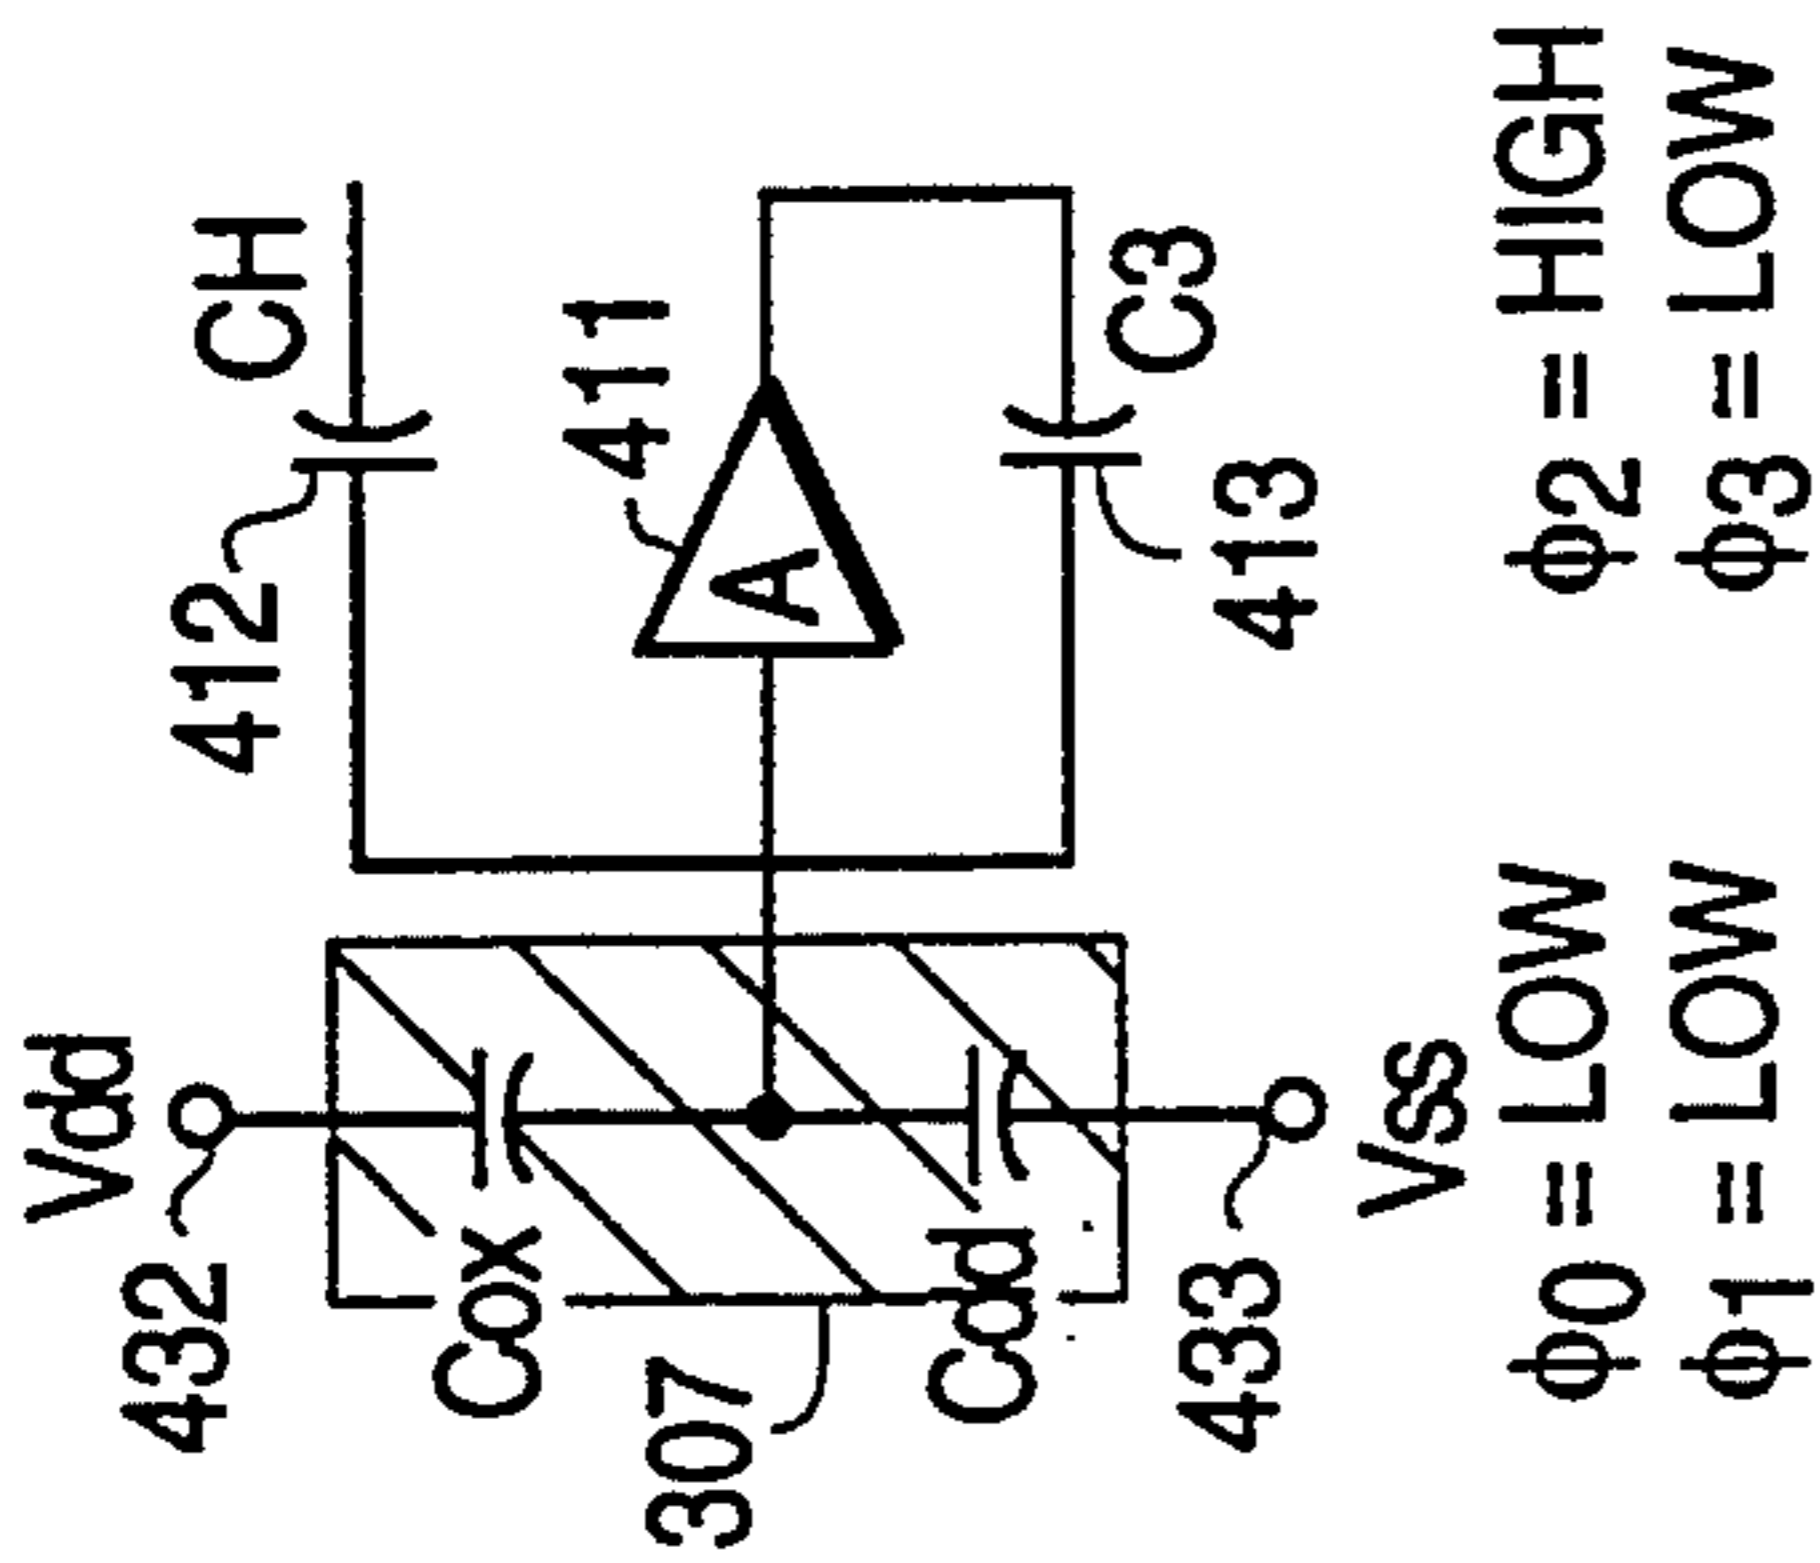 Vdd
432
412
CH
Cox
411
307
A
Cdd
C3
433
413
Vss
φ0 = LOW φ2 = HIGH
φ1 = LOW φ3 = LOW